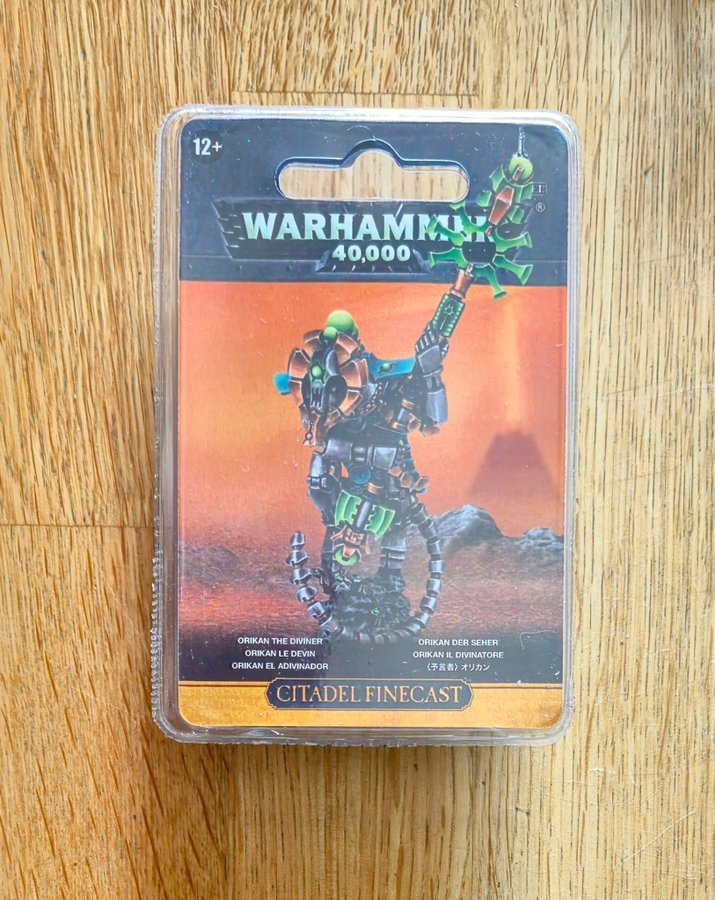 12+
WARHAMMER
®
40,000
ORIKAN THE DIVINER
ORIKAN LE DEVIN
ORIKAN EL ADIVINADOR
ORIKAN DER SEHER
ORIKAN IL DIVINATORE
〈予言者〉オリカン
CITADEL FINECAST